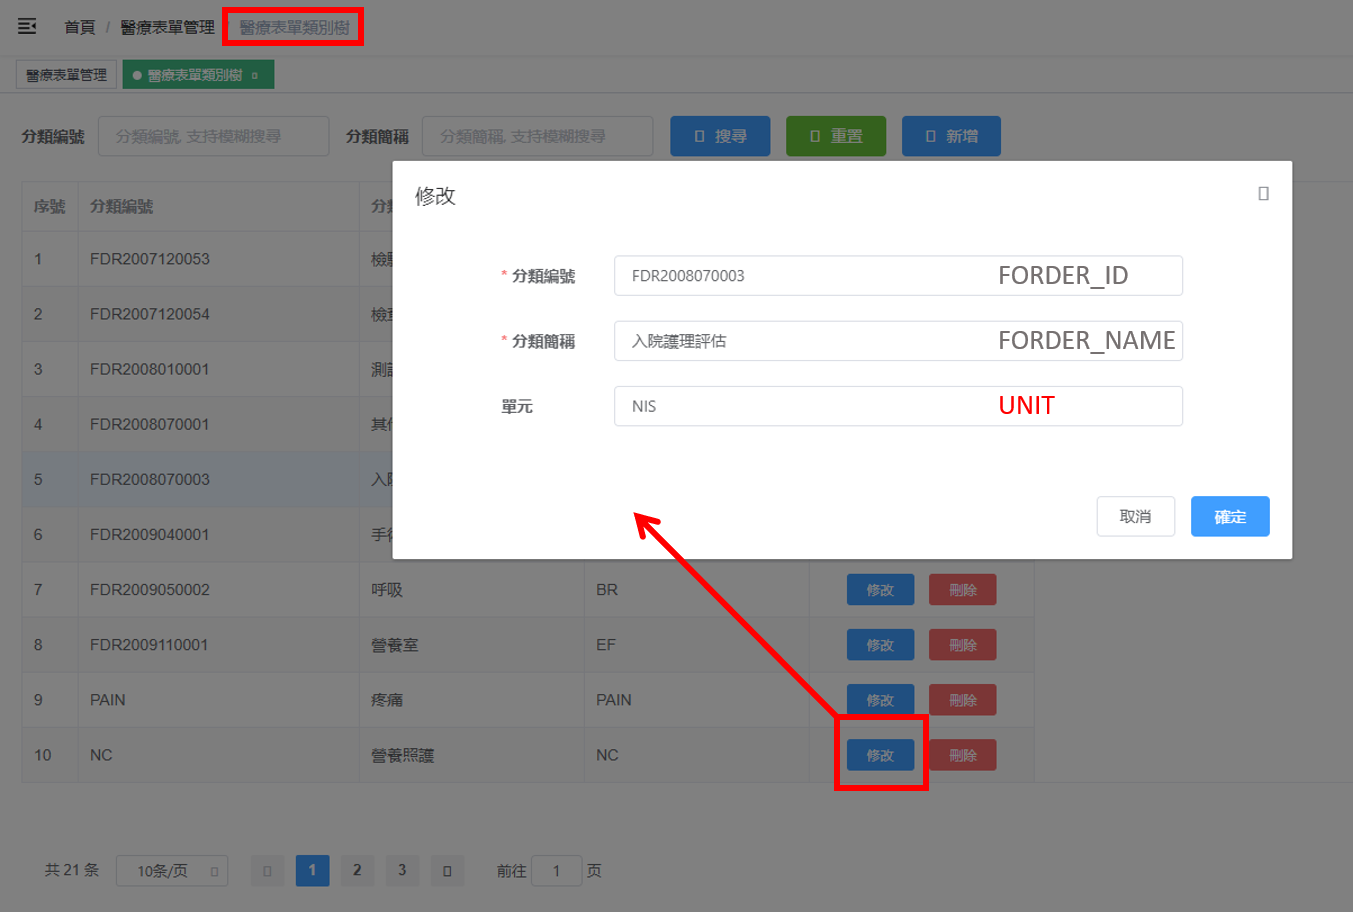 首頁 / 醫療表單管理 / 醫療表單類別樹
醫療表單管理 醫療表單類別樹
分類編號 分類編號, 支持模糊搜尋 分類簡稱 分類簡稱, 支持模糊搜尋 搜尋 重置 新增
修改
序號 分類編號
* 分類編號 FDR2008070003 FORDER_ID
* 分類簡稱 入院護理評估 FORDER_NAME
單元 NIS UNIT
取消 確定
1 FDR2007120053
2 FDR2007120054
3 FDR2008010001
4 FDR2008070001
5 FDR2008070003
6 FDR2009040001
7 FDR2009050002 呼吸 BR 修改 刪除
8 FDR2009110001 營養室 EF 修改 刪除
9 PAIN 疼痛 PAIN 修改 刪除
10 NC 營養照護 NC 修改 刪除
共 21 条 10条/页 1 2 3 前往 1 页